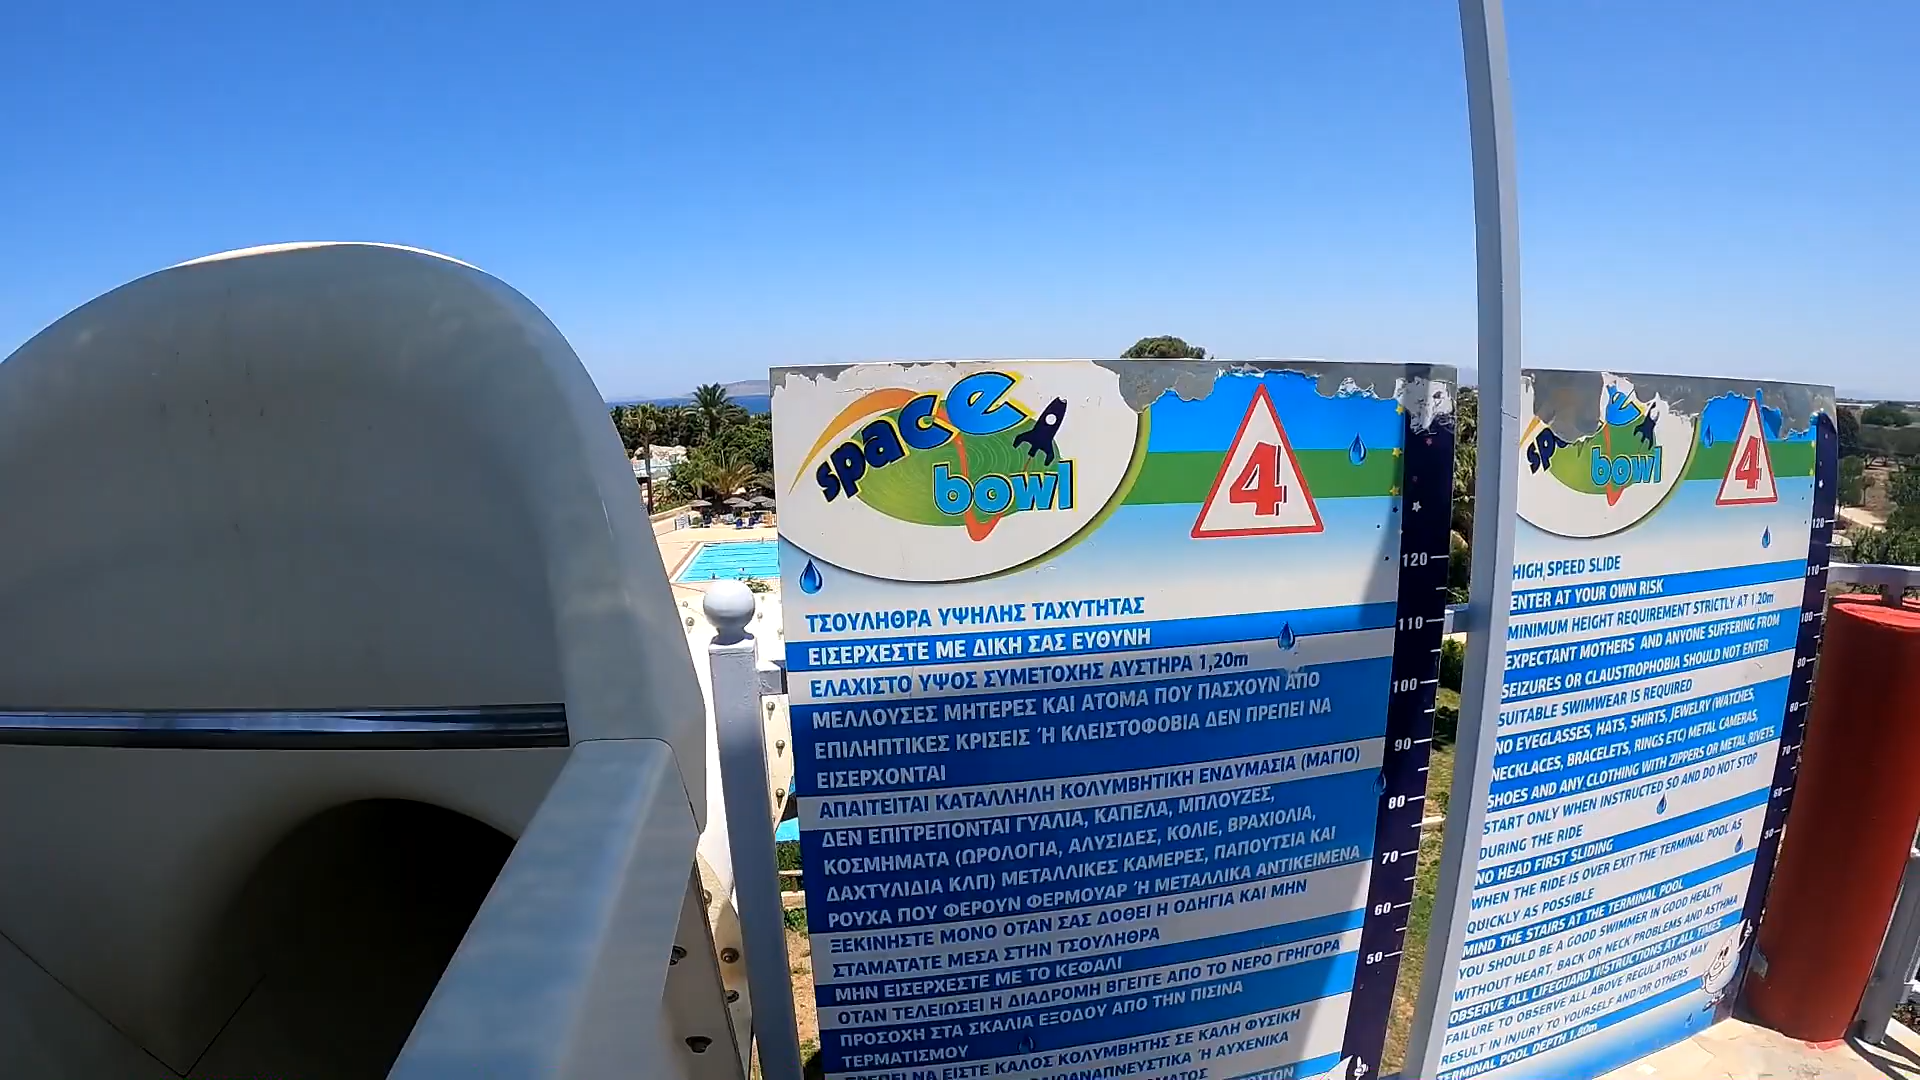 space
bowl
4
120
110
100
90
80
70
60
50
ΤΣΟΥΛΗΘΡΑ ΥΨΗΛΗΣ ΤΑΧΥΤΗΤΑΣ
ΕΙΣΕΡΧΕΣΤΕ ΜΕ ΔΙΚΗ ΣΑΣ ΕΥΘΥΝΗ
ΕΛΑΧΙΣΤΟ ΥΨΟΣ ΣΥΜΕΤΟΧΗΣ ΑΥΣΤΗΡΑ 1,20m
ΜΕΛΛΟΥΣΕΣ ΜΗΤΕΡΕΣ ΚΑΙ ΑΤΟΜΑ ΠΟΥ ΠΑΣΧΟΥΝ ΑΠΟ
ΕΠΙΛΗΠΤΙΚΕΣ ΚΡΙΣΕΙΣ Ή ΚΛΕΙΣΤΟΦΟΒΙΑ ΔΕΝ ΠΡΕΠΕΙ ΝΑ
ΕΙΣΕΡΧΟΝΤΑΙ
ΑΠΑΙΤΕΙΤΑΙ ΚΑΤΑΛΛΗΛΗ ΚΟΛΥΜΒΗΤΙΚΗ ΕΝΔΥΜΑΣΙΑ (ΜΑΓΙΟ)
ΔΕΝ ΕΠΙΤΡΕΠΟΝΤΑΙ ΓΥΑΛΙΑ, ΚΑΠΕΛΑ, ΜΠΛΟΥΖΕΣ,
ΚΟΣΜΗΜΑΤΑ (ΩΡΟΛΟΓΙΑ, ΑΛΥΣΙΔΕΣ, ΚΟΛΙΕ, ΒΡΑΧΙΟΛΙΑ,
ΔΑΧΤΥΛΙΔΙΑ ΚΛΠ) ΜΕΤΑΛΛΙΚΕΣ ΚΑΜΕΡΕΣ, ΠΑΠΟΥΤΣΙΑ ΚΑΙ
ΡΟΥΧΑ ΠΟΥ ΦΕΡΟΥΝ ΦΕΡΜΟΥΑΡ Ή ΜΕΤΑΛΛΙΚΑ ΑΝΤΙΚΕΙΜΕΝΑ
ΞΕΚΙΝΗΣΤΕ ΜΟΝΟ ΟΤΑΝ ΣΑΣ ΔΟΘΕΙ Η ΟΔΗΓΙΑ ΚΑΙ ΜΗΝ
ΣΤΑΜΑΤΑΤΕ ΜΕΣΑ ΣΤΗΝ ΤΣΟΥΛΗΘΡΑ
ΜΗΝ ΕΙΣΕΡΧΕΣΤΕ ΜΕ ΤΟ ΚΕΦΑΛΙ
ΟΤΑΝ ΤΕΛΕΙΩΣΕΙ Η ΔΙΑΔΡΟΜΗ ΒΓΕΙΤΕ ΑΠΟ ΤΟ ΝΕΡΟ ΓΡΗΓΟΡΑ
ΠΡΟΣΟΧΗ ΣΤΑ ΣΚΑΛΙΑ ΕΞΟΔΟΥ ΑΠΟ ΤΗΝ ΠΙΣΙΝΑ
ΤΕΡΜΑΤΙΣΜΟΥ
ΠΡΕΠΕΙ ΝΑ ΕΙΣΤΕ ΚΑΛΟΣ ΚΟΛΥΜΒΗΤΗΣ ΣΕ ΚΑΛΗ ΦΥΣΙΚΗ
Ή ΑΥΧΕΝΙΚΑ
bowl
4
120
110
100
90
80
70
60
50
HIGH SPEED SLIDE
ENTER AT YOUR OWN RISK
MINIMUM HEIGHT REQUIREMENT STRICTLY AT 1,20m
EXPECTANT MOTHERS AND ANYONE SUFFERING FROM
SEIZURES OR CLAUSTROPHOBIA SHOULD NOT ENTER
SUITABLE SWIMWEAR IS REQUIRED
NO EYEGLASSES, HATS, SHIRTS, JEWELRY (WATCHES,
NECKLACES, BRACELETS, RINGS ETC) METAL CAMERAS,
SHOES AND ANY CLOTHING WITH ZIPPERS OR METAL RIVETS
START ONLY WHEN INSTRUCTED SO AND DO NOT STOP
DURING THE RIDE
NO HEAD FIRST SLIDING
WHEN THE RIDE IS OVER EXIT THE TERMINAL POOL AS
QUICKLY AS POSSIBLE
MIND THE STAIRS AT THE TERMINAL POOL
YOU SHOULD BE A GOOD SWIMMER IN GOOD HEALTH
WITHOUT HEART, BACK OR NECK PROBLEMS AND ASTHMA
OBSERVE ALL LIFEGUARD INSTRUCTIONS AT ALL TIMES
FAILURE TO OBSERVE ALL ABOVE REGULATIONS MAY
RESULT IN INJURY TO YOURSELF AND/OR OTHERS
TERMINAL POOL DEPTH 1.80m